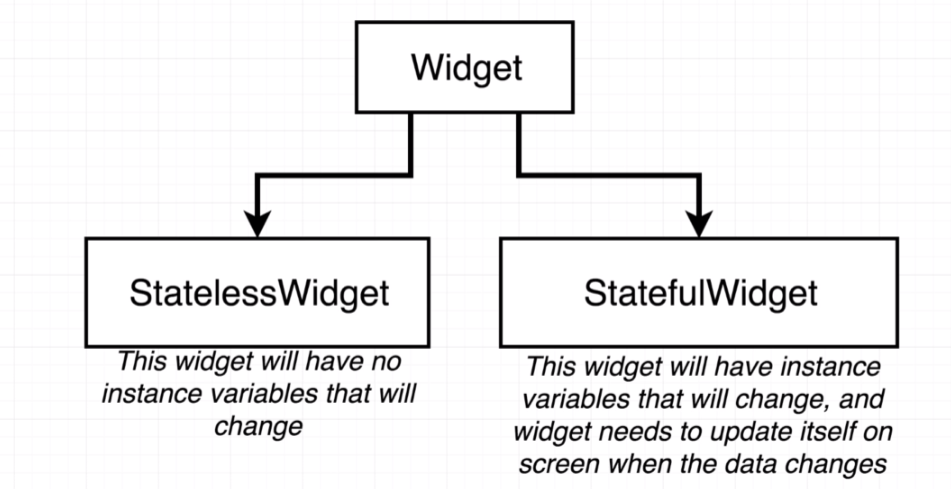 Widget
StatelessWidget
This widget will have no
instance variables that will
change
StatefulWidget
This widget will have instance
variables that will change, and
widget needs to update itself on
screen when the data changes